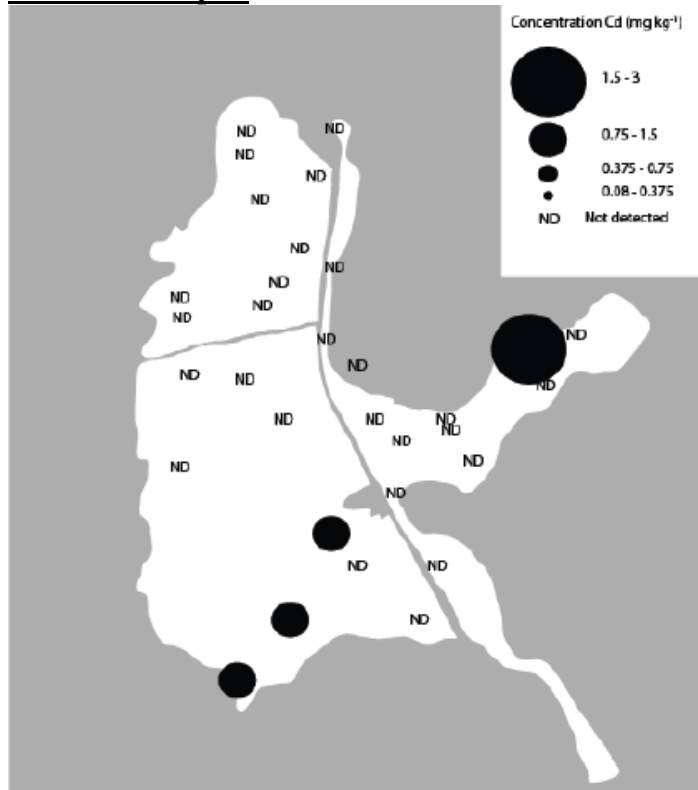 Concentration Cd (mg kg⁻¹)
1.5 - 3
0.75 - 1.5
0.375 - 0.75
0.08 - 0.375
ND Not detected
ND ND
ND
ND
ND
ND
ND
ND
ND
ND
ND
ND ND
ND
ND ND
ND
ND ND ND
ND
ND
ND
ND
ND
ND ND
ND